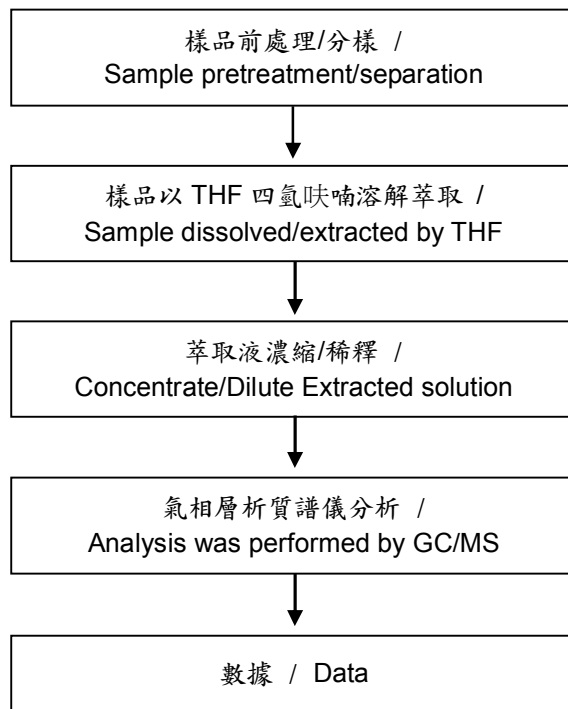 樣品前處理/分樣 /
Sample pretreatment/separation
樣品以 THF 四氫呋喃溶解萃取 /
Sample dissolved/extracted by THF
萃取液濃縮/稀釋 /
Concentrate/Dilute Extracted solution
氣相層析質譜儀分析 /
Analysis was performed by GC/MS
數據 / Data